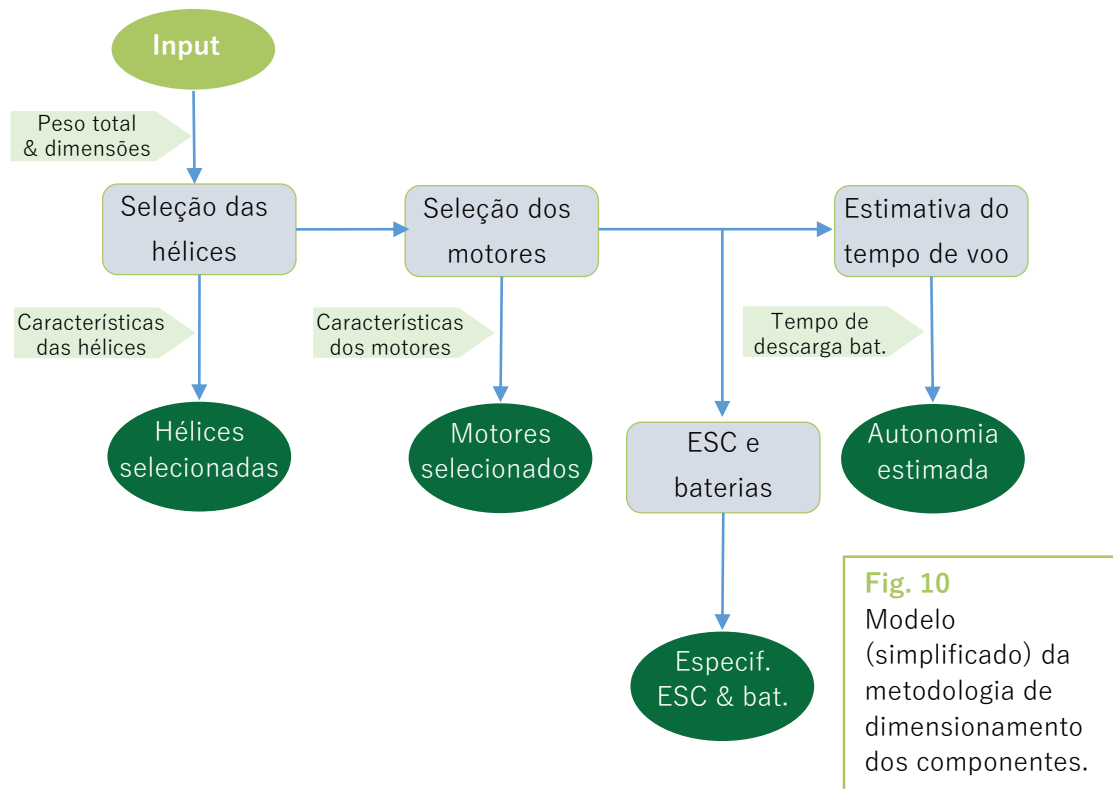 Input
Peso total
& dimensões
Seleção das
hélices
Seleção dos
motores
Estimativa do
tempo de voo
Característicias
das hélices
Característicias
dos motores
Tempo de
descarga bat.
Hélices
selecionadas
Motores
selecionados
ESC e
baterias
Autonomia
estimada
Especif.
ESC & bat.
Fig. 10
Modelo
(simplificado) da
metodologia de
dimensionamento
dos componentes.